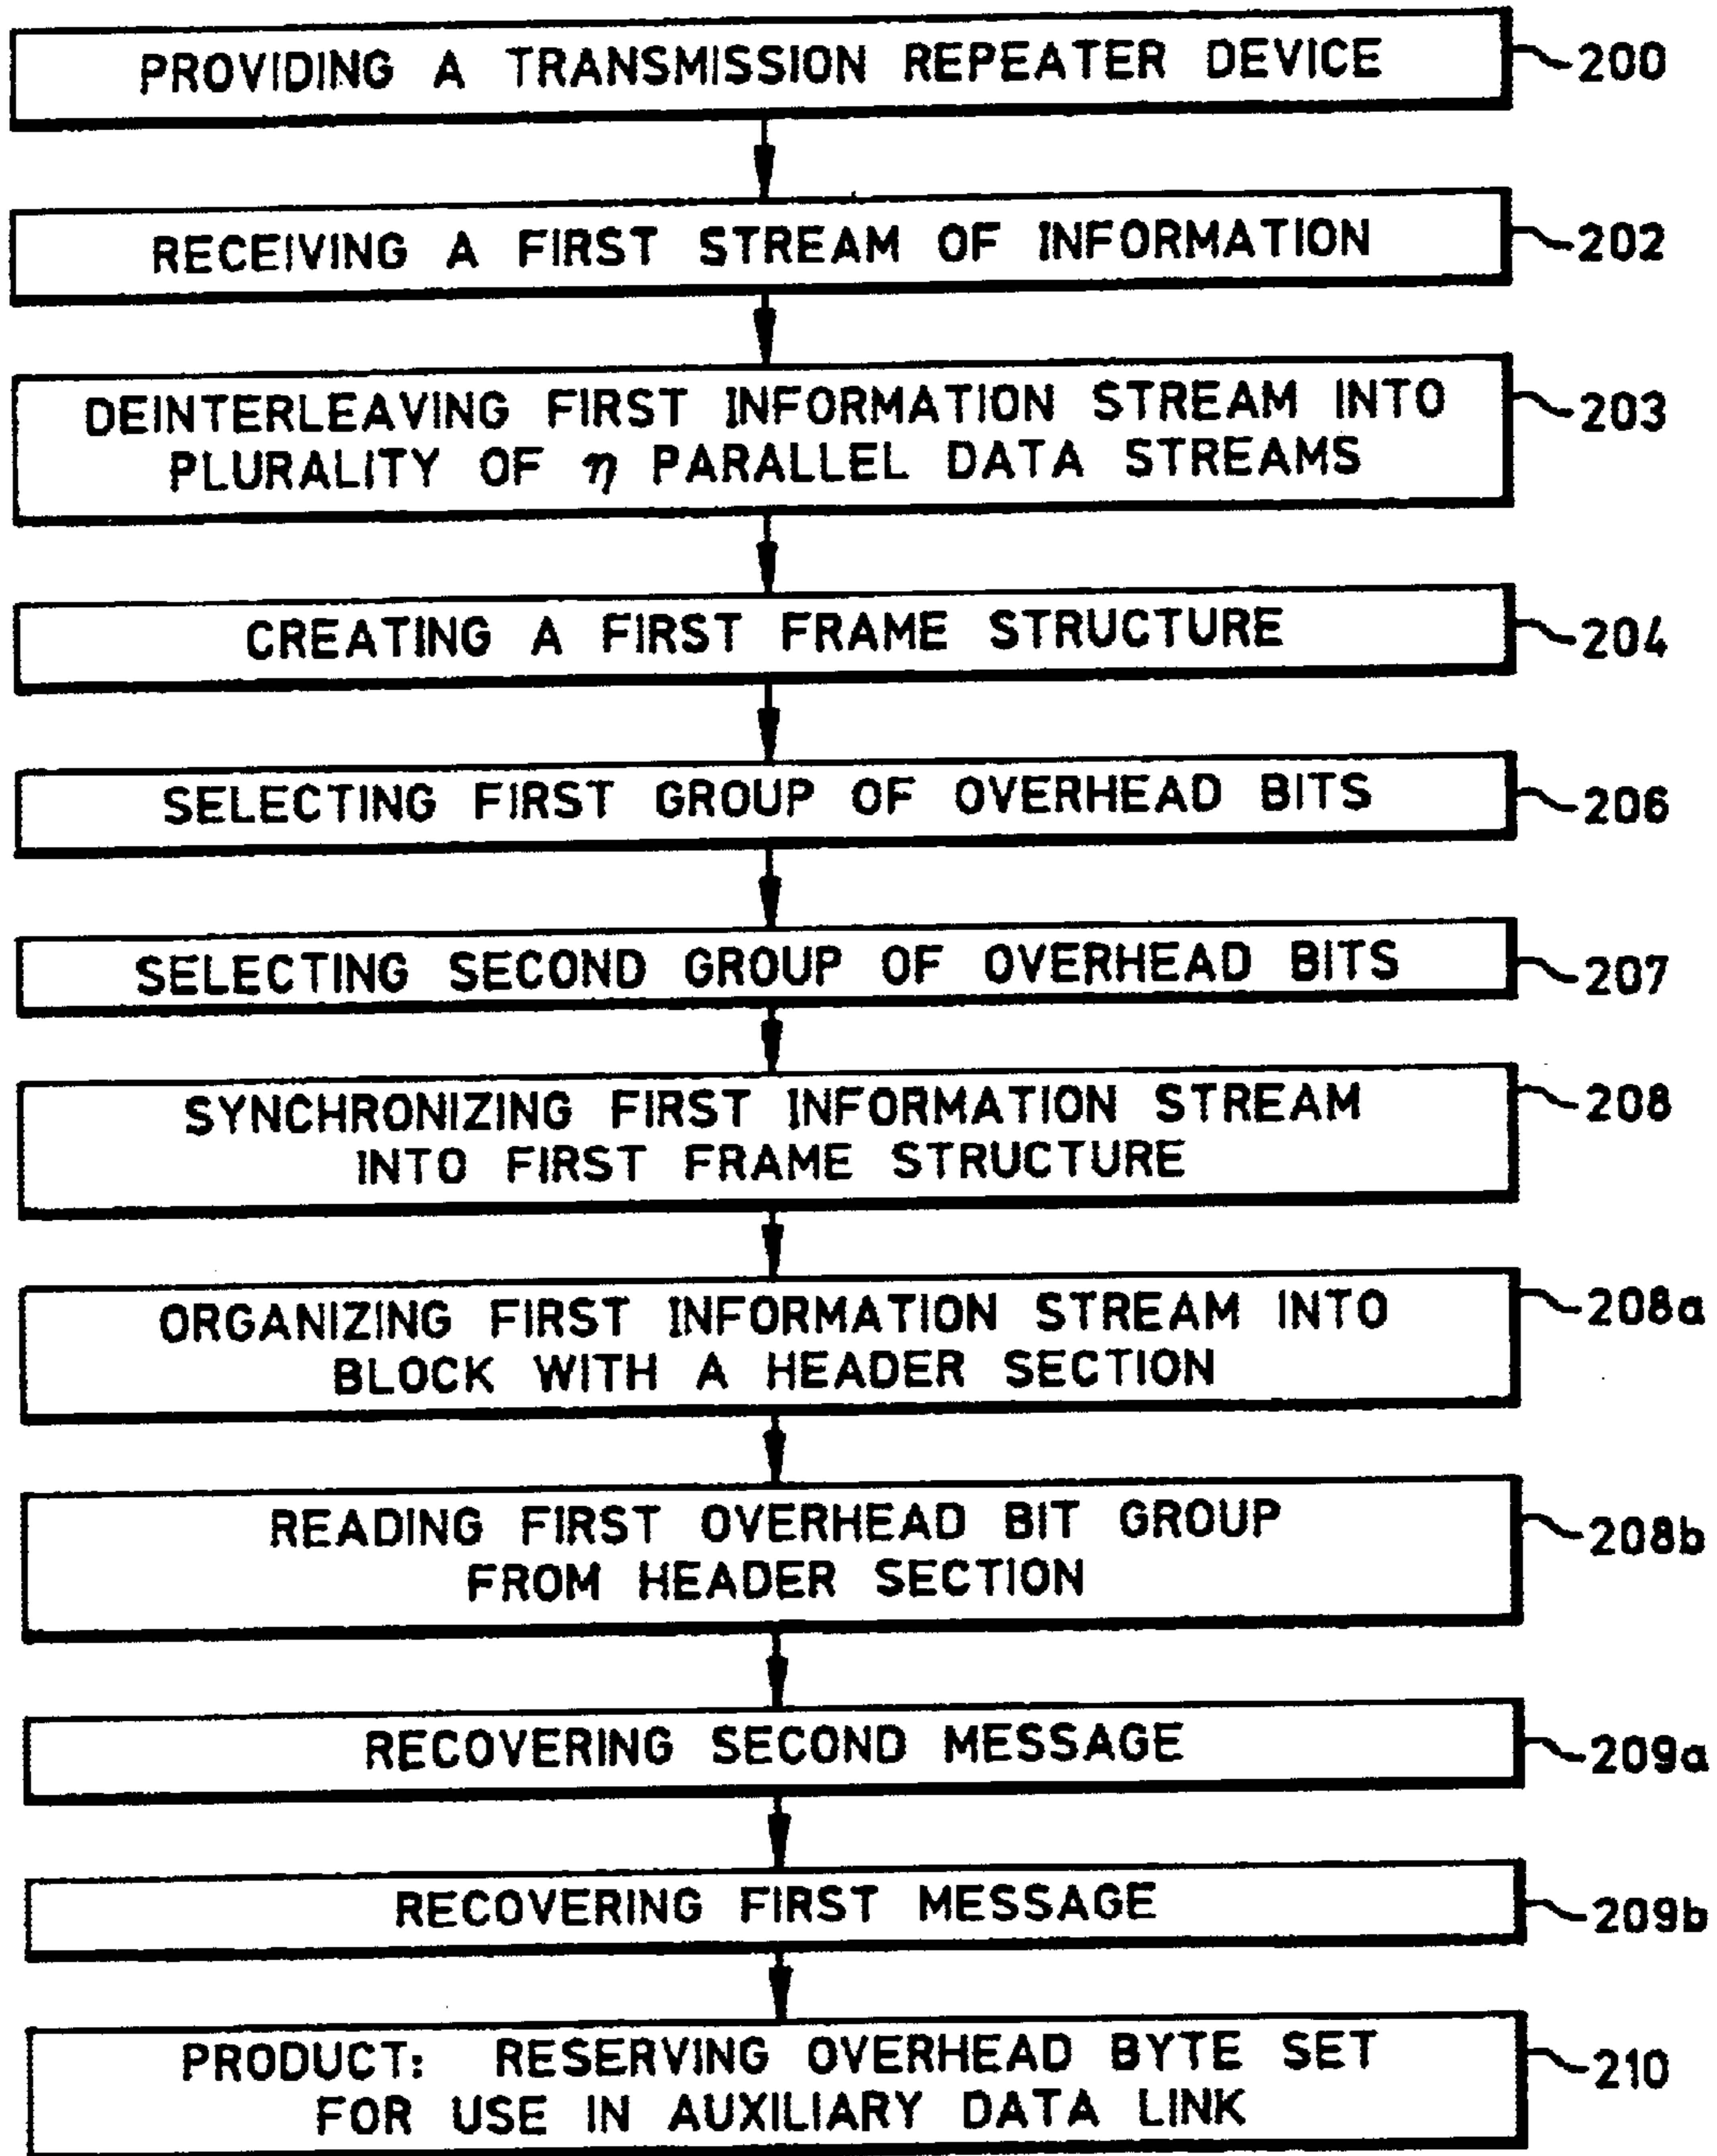 PROVIDING A TRANSMISSION REPEATER DEVICE 200
RECEIVING A FIRST STREAM OF INFORMATION 202
DEINTERLEAVING FIRST INFORMATION STREAM INTO 203
PLURALITY OF η PARALLEL DATA STREAMS
CREATING A FIRST FRAME STRUCTURE 204
SELECTING FIRST GROUP OF OVERHEAD BITS 206
SELECTING SECOND GROUP OF OVERHEAD BITS 207
SYNCHRONIZING FIRST INFORMATION STREAM 208
INTO FIRST FRAME STRUCTURE
ORGANIZING FIRST INFORMATION STREAM INTO 208a
BLOCK WITH A HEADER SECTION
READING FIRST OVERHEAD BIT GROUP 208b
FROM HEADER SECTION
RECOVERING SECOND MESSAGE 209a
RECOVERING FIRST MESSAGE 209b
PRODUCT: RESERVING OVERHEAD BYTE SET 210
FOR USE IN AUXILIARY DATA LINK